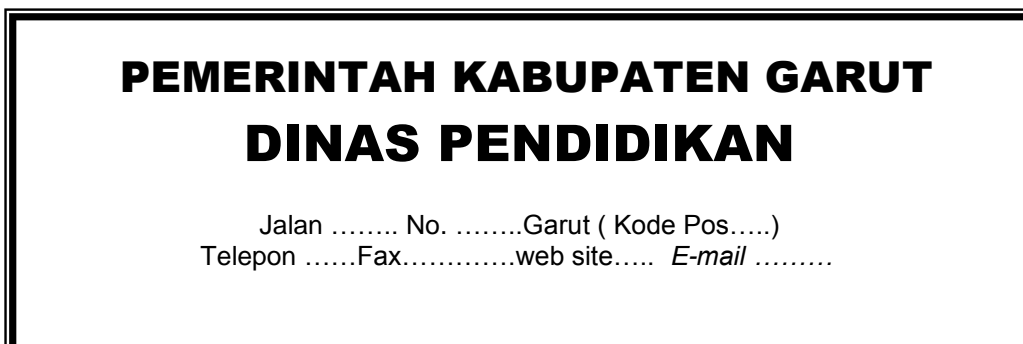 PEMERINTAH KABUPATEN GARUT
DINAS PENDIDIKAN
Jalan …….. No. ……..Garut ( Kode Pos…..)
Telepon ……Fax………….web site….. E-mail ………